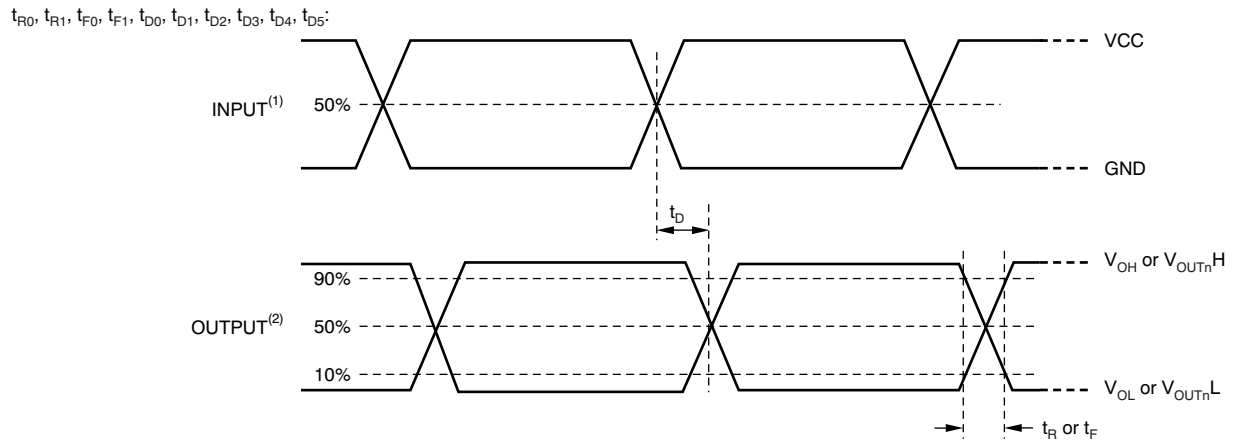 tR0, tR1, tF0, tF1, tD0, tD1, tD2, tD3, tD4, tD5:
VCC
INPUT(1) 50%
GND
tD
VOH or VOUTnH
90%
OUTPUT(2) 50%
10%
VOL or VOUTnL
tR or tF